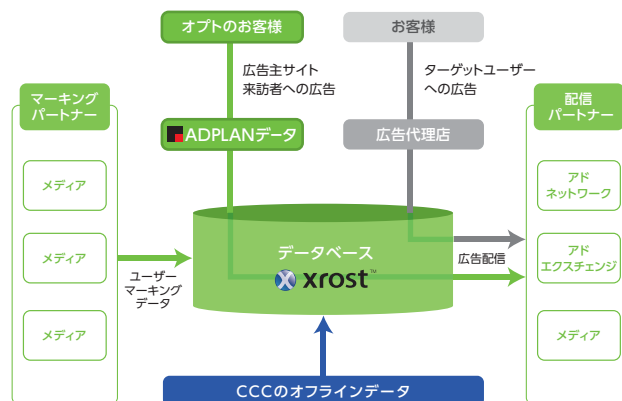 オプトのお客様
お客様
広告主サイト
来訪者への広告
ターゲットユーザー
への広告
マーキング
パートナー
配信
パートナー
ADPLANデータ
広告代理店
メディア
メディア
メディア
ユーザー
マーキング
データ
データベース
xrost™
広告配信
アド
ネットワーク
アド
エクスチェンジ
メディア
CCCのオフラインデータ